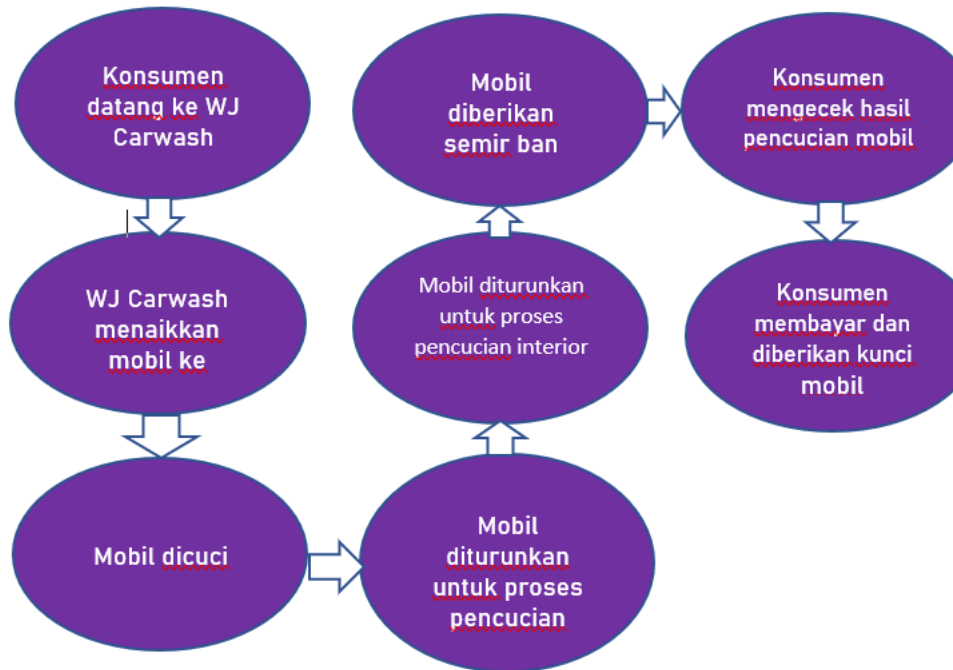 Konsumen
datang ke WJ
Carwash
WJ Carwash
menaikkan
mobil ke
Mobil dicuci
Mobil
diturunkan
untuk proses
pencucian
Mobil diturunkan
untuk proses
pencucian interior
Mobil
diberikan
semir ban
Konsumen
mengecek hasil
pencucian mobil
Konsumen
membayar dan
diberikan kunci
mobil